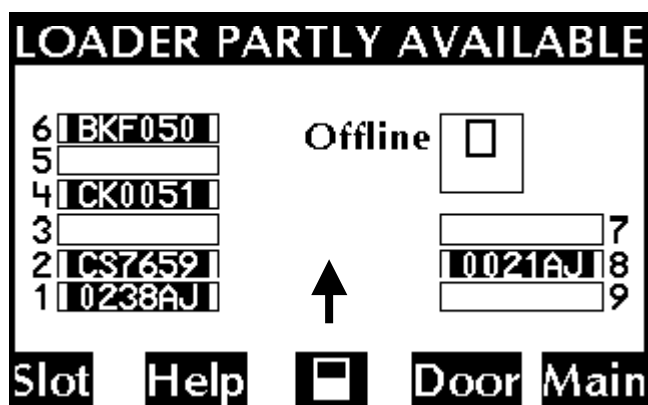 LOADER PARTLY AVAILABLE
6 BKF050 Offline
5
4 CK0051
3 7
2 CS7659 0021AJ 8
1 0238AJ 9
Slot Help Door Main